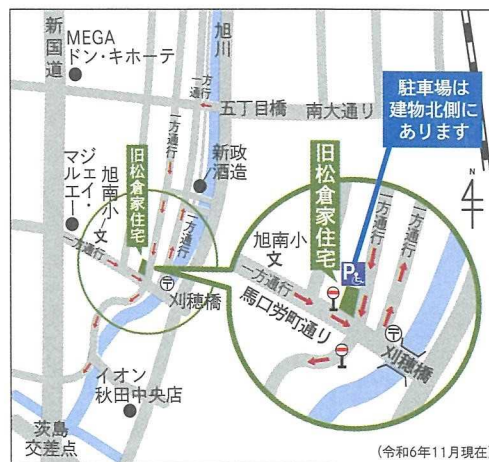 新国道
MEGA
ドン・キホーテ
旭川
一方
通行
五丁目橋
南大通り
駐車場は
建物北側に
あります
一方通行
新政
酒造
ジェイ・
マルエー
旭南小
文
旧松倉家住宅
一方通行
一方通行
〒
刈穂橋
イオン
秋田中央店
茨島
交差点
旧松倉家住宅
P
旭南小
文
一方通行
馬口労町通り
一方通行
一方通行
〒
刈穂橋
4
(令和6年11月現在)